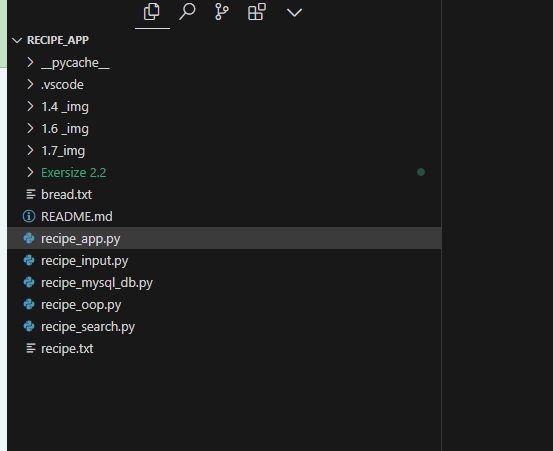 RECIPE_APP
__pycache__
.vscode
1.4 _img
1.6 _img
1.7_img
Exersize 2.2
bread.txt
README.md
recipe_app.py
recipe_input.py
recipe_mysql_db.py
recipe_oop.py
recipe_search.py
recipe.txt